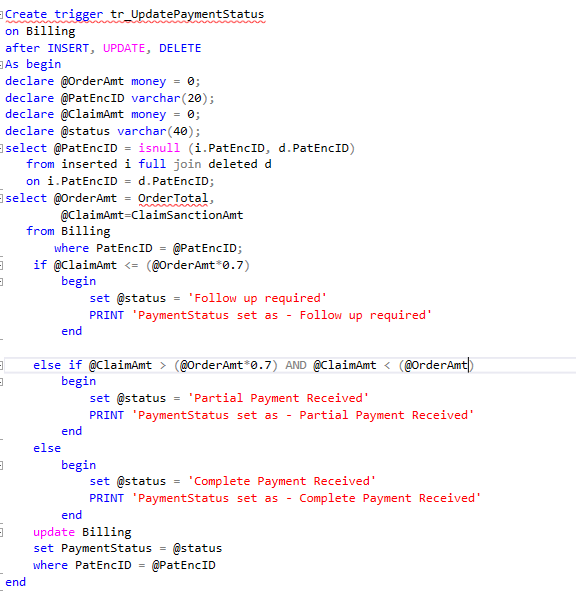 Create trigger tr_UpdatePaymentStatus
on Billing
after INSERT, UPDATE, DELETE
As begin
declare @OrderAmt money = 0;
declare @PatEncID varchar(20);
declare @ClaimAmt money = 0;
declare @status varchar(40);
select @PatEncID = isnull (i.PatEncID, d.PatEncID)
from inserted i full join deleted d
on i.PatEncID = d.PatEncID;
select @OrderAmt = OrderTotal,
@ClaimAmt=ClaimSanctionAmt
from Billing
where PatEncID = @PatEncID;
if @ClaimAmt <= (@OrderAmt*0.7)
begin
set @status = 'Follow up required'
PRINT 'PaymentStatus set as - Follow up required'
end
else if @ClaimAmt > (@OrderAmt*0.7) AND @ClaimAmt < (@OrderAmt)
begin
set @status = 'Partial Payment Received'
PRINT 'PaymentStatus set as - Partial Payment Received'
end
else
begin
set @status = 'Complete Payment Received'
PRINT 'PaymentStatus set as - Complete Payment Received'
end
update Billing
set PaymentStatus = @status
where PatEncID = @PatEncID
end